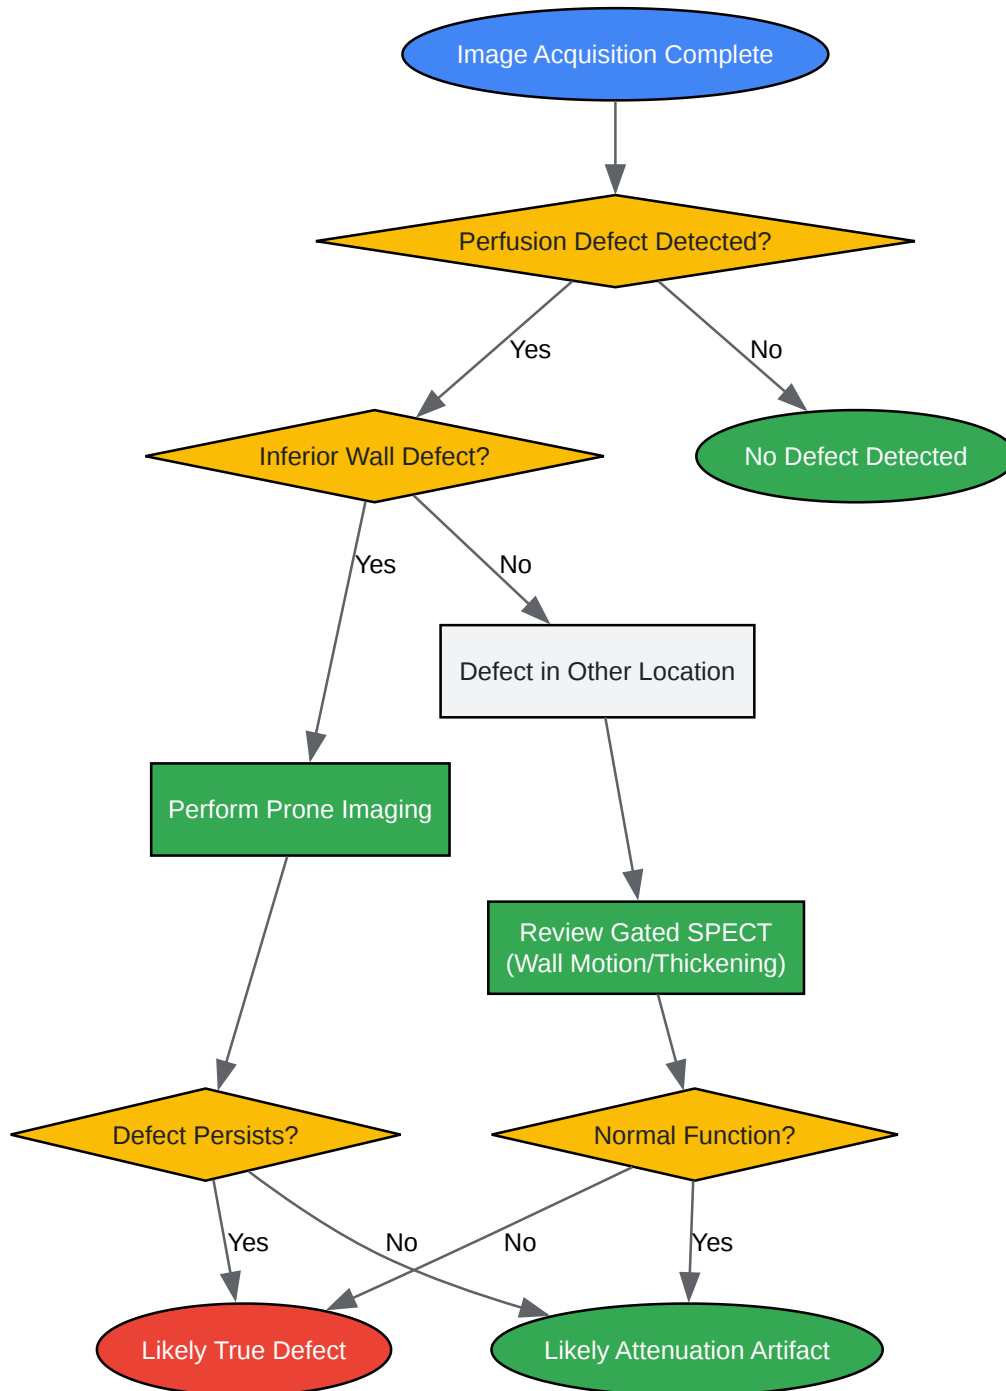 Image Acquisition Complete
Perfusion Defect Detected?
Yes
No
Inferior Wall Defect?
No Defect Detected
Yes
No
Defect in Other Location
Perform Prone Imaging
Review Gated SPECT
(Wall Motion/Thickening)
Defect Persists?
Normal Function?
Yes
No
No
Yes
Likely True Defect
Likely Attenuation Artifact